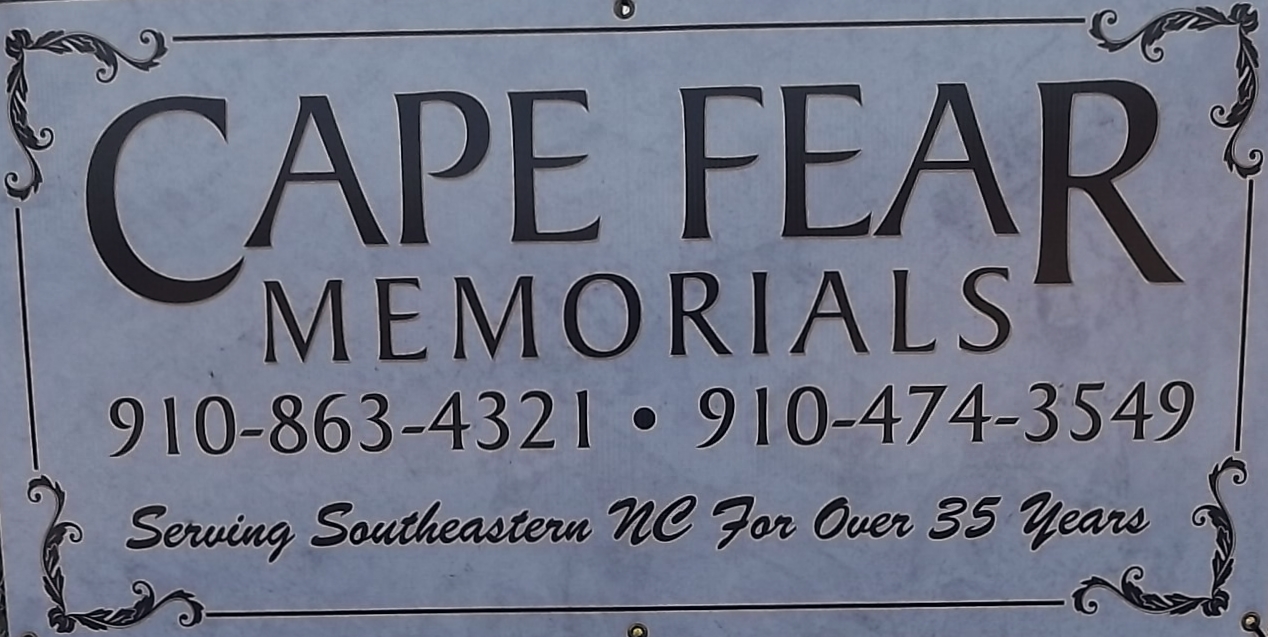 CAPE FEAR
MEMORIALS
910-863-4321 • 910-474-3549
Serving Southeastern NC For Over 35 Years